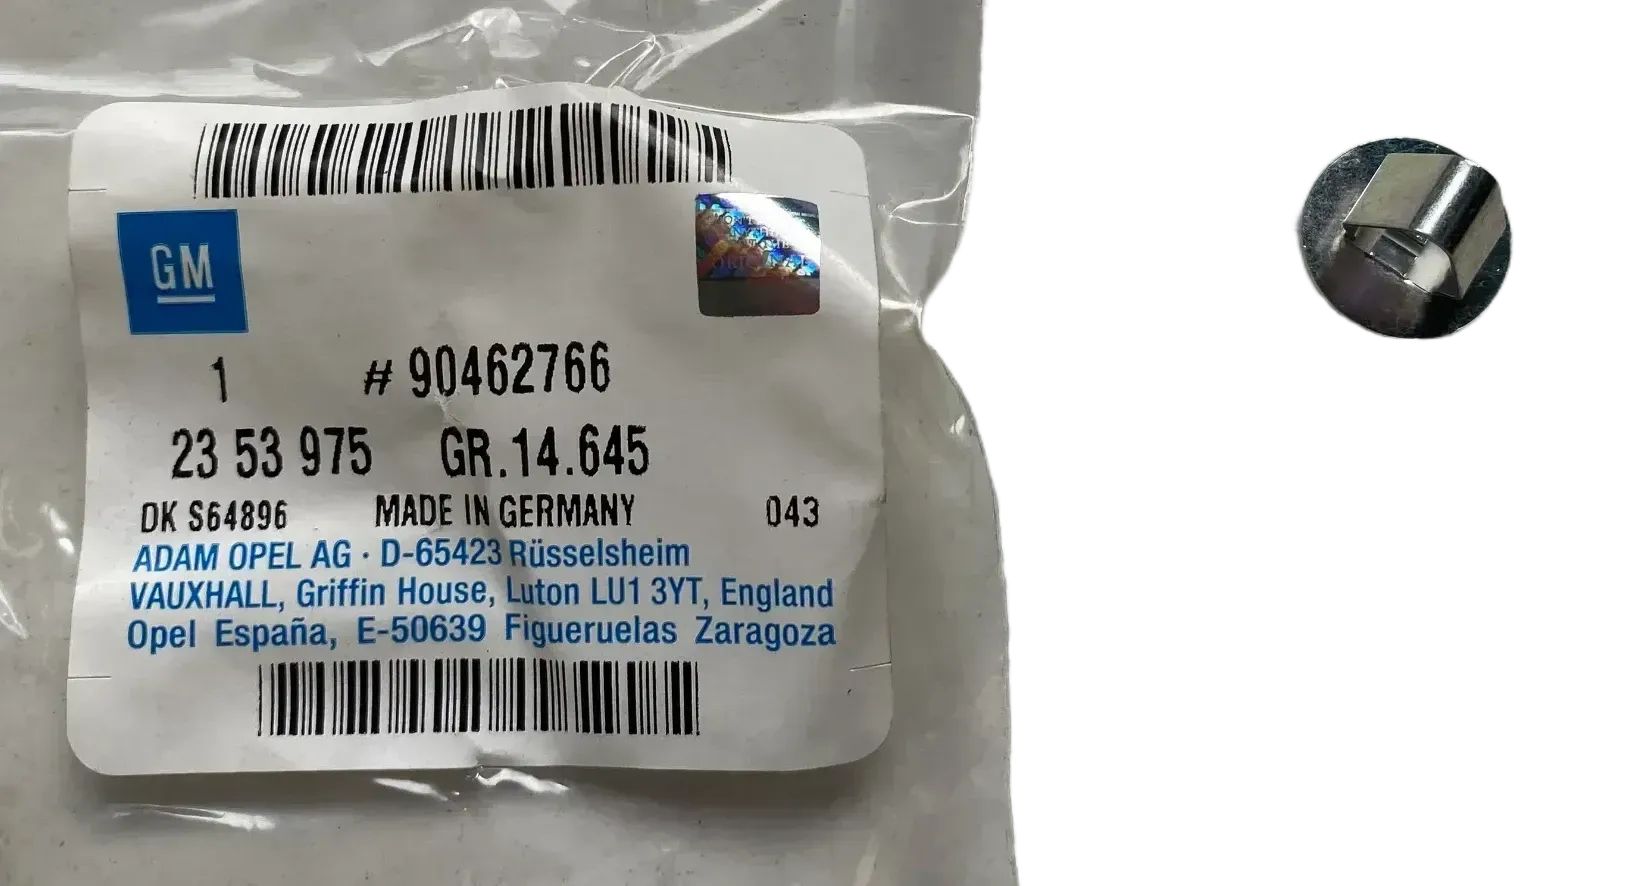 GM
1 # 90462766
23 53 975 GR.14.645
DK S64896 MADE IN GERMANY 043
ADAM OPEL AG · D-65423 Rüsselsheim
VAUXHALL, Griffin House, Luton LU1 3YT, England
Opel España, E-50639 Figueruelas Zaragoza